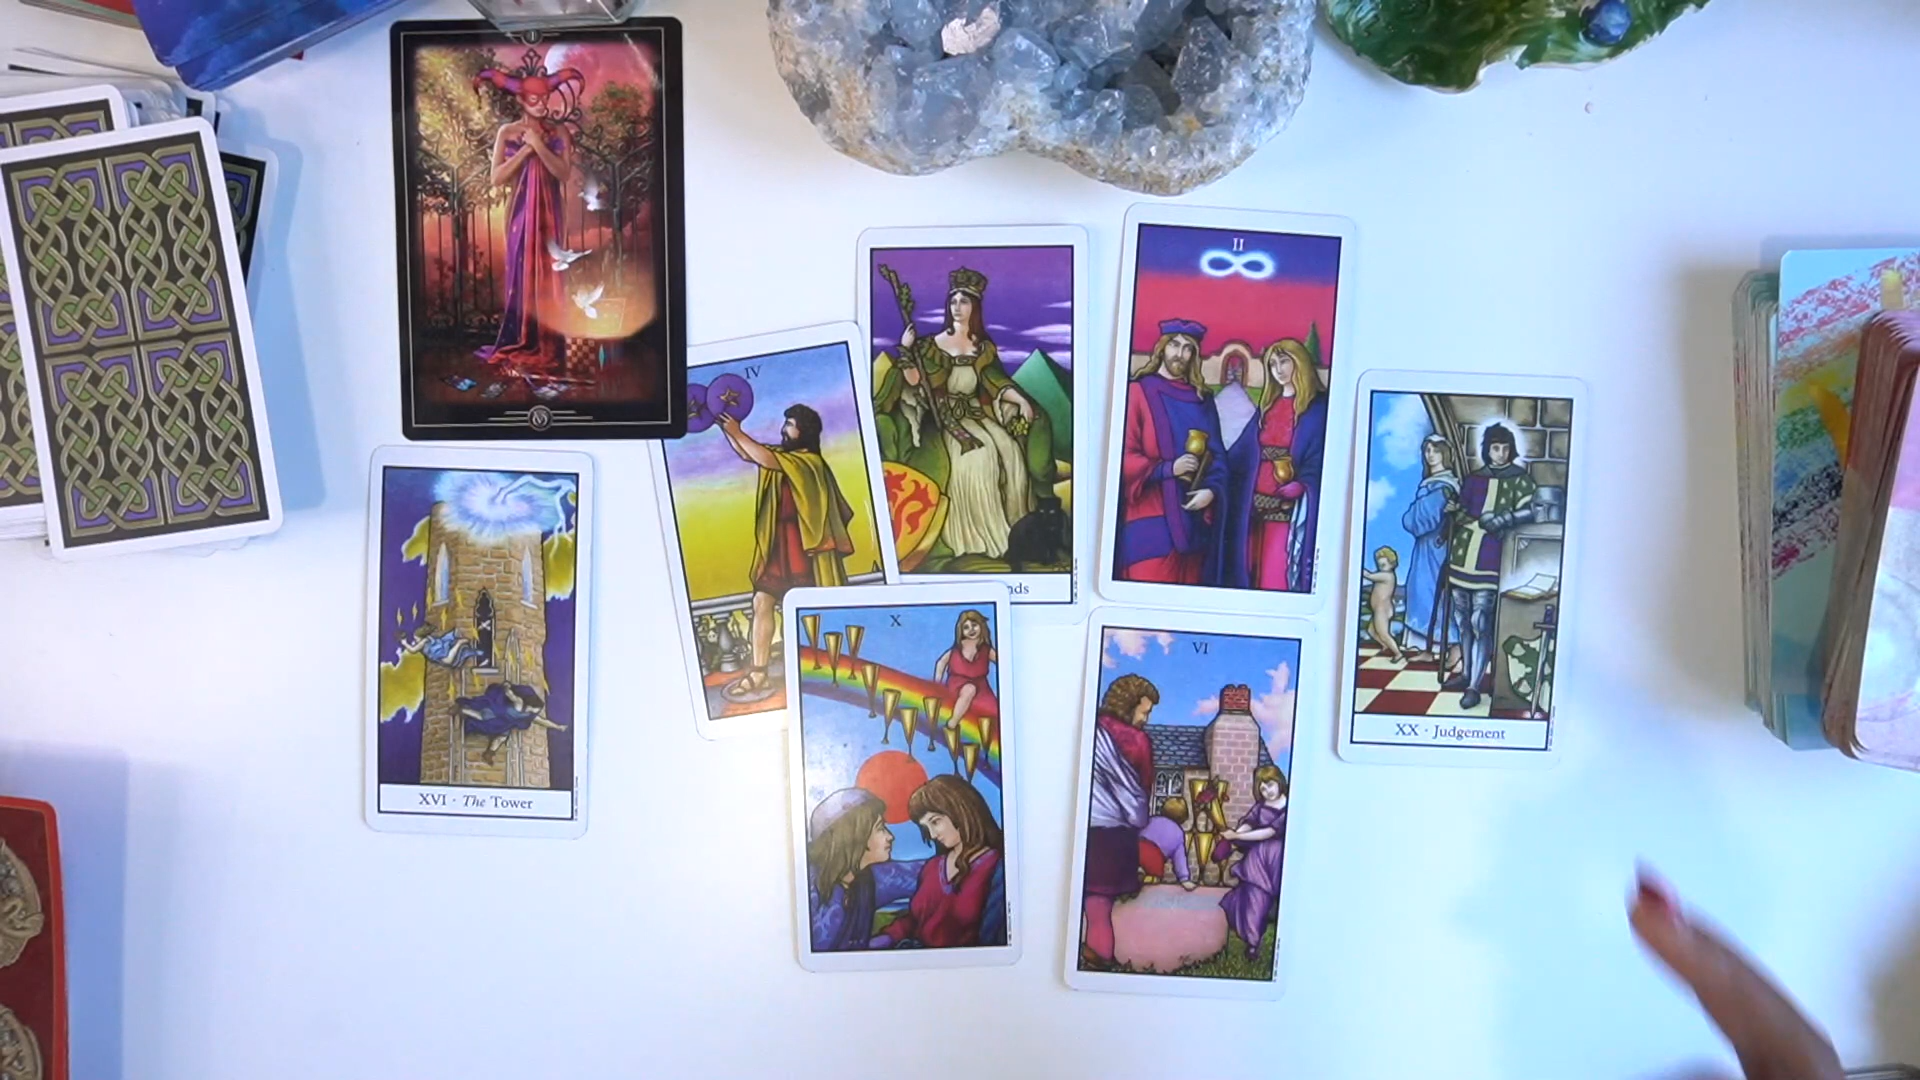 I
IV
nds
II
XVI · The Tower
X
VI
XX · Judgement